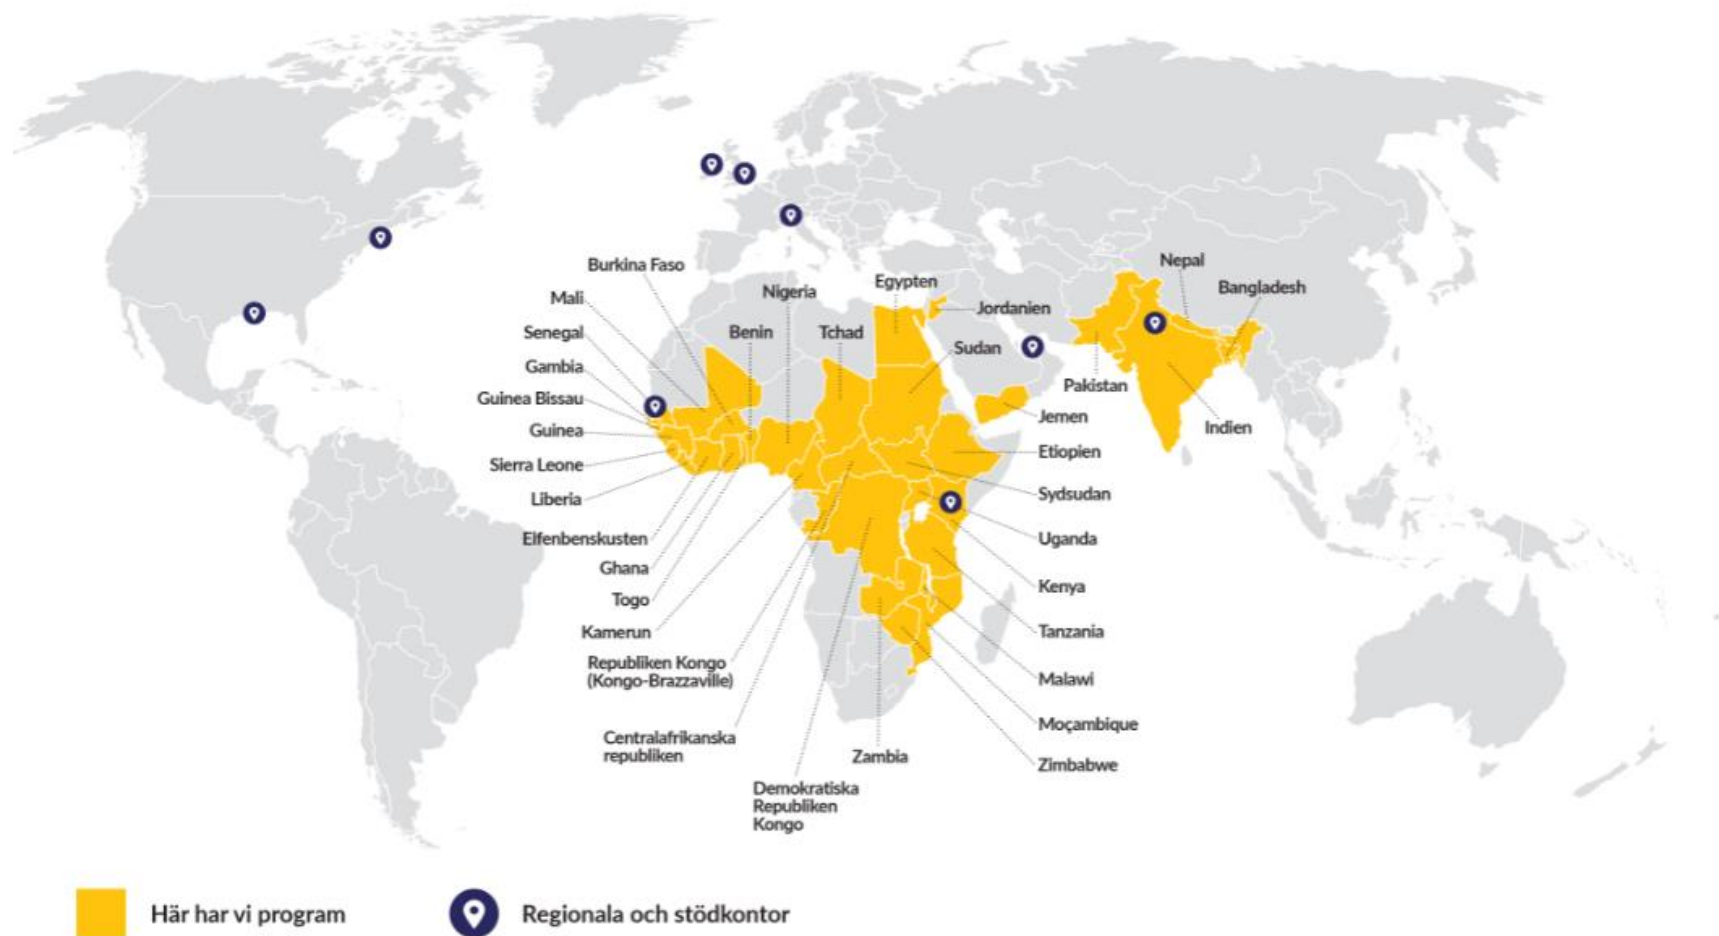 Burkina Faso
Mali
Senegal
Gambia
Guinea Bissau
Guinea
Sierra Leone
Liberia
Elfenbenskusten
Ghana
Togo
Kamerun
Republiken Kongo
(Kongo-Brazzaville)
Centralafrikanska
republiken
Demokratiska
Republiken
Kongo
Zambia
Nigeria
Benin
Tchad
Egypten
Jordanien
Sudan
Nepal
Bangladesh
Pakistan
Indien
Jemen
Etiopien
Sydsudan
Uganda
Kenya
Tanzania
Malawi
Moçambique
Zimbabwe
Här har vi program
Regionala och stödkontor